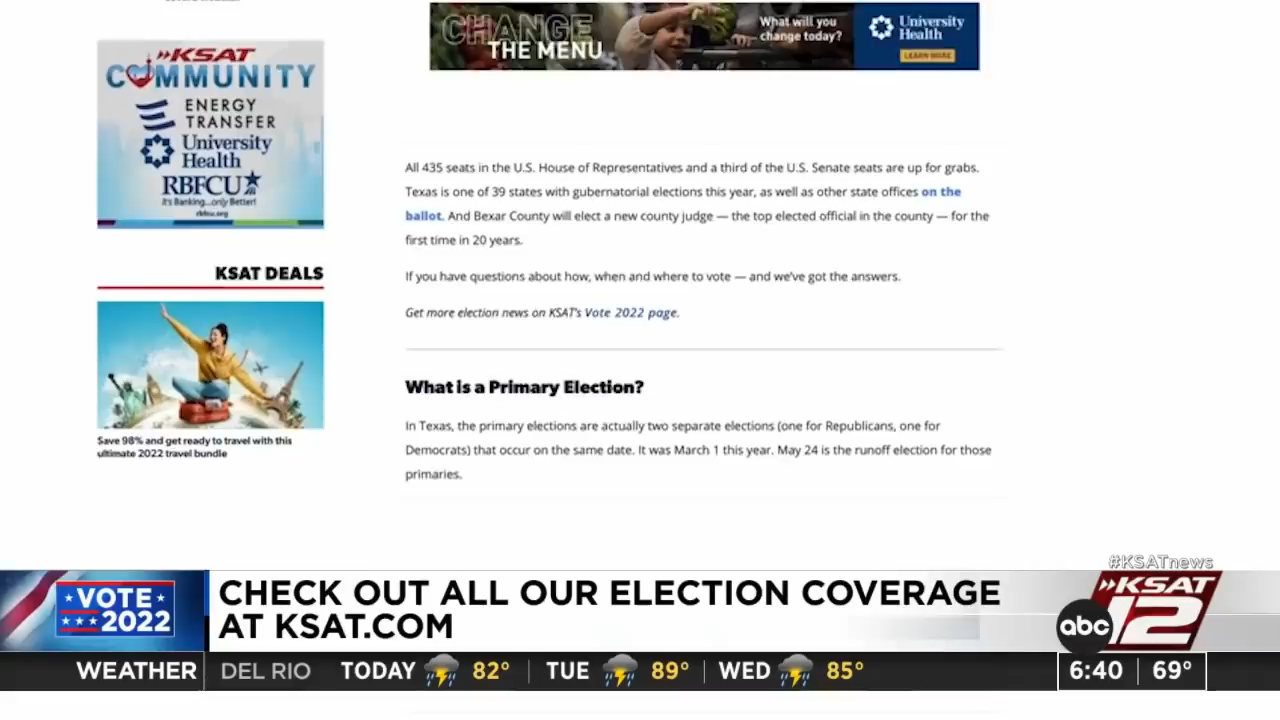 CHANGE
THE MENU
What will you
change today?
University
Health
LEARN MORE
»KSAT
COMMUNITY
ENERGY
TRANSFER
University
Health
RBFCU
It's Banking...only Better!
rbfcu.org
KSAT DEALS
Save 98% and get ready to travel with this
ultimate 2022 travel bundle
All 435 seats in the U.S. House of Representatives and a third of the U.S. Senate seats are up for grabs.
Texas is one of 39 states with gubernatorial elections this year, as well as other state offices on the
ballot. And Bexar County will elect a new county judge — the top elected official in the county — for the
first time in 20 years.
If you have questions about how, when and where to vote — and we've got the answers.
Get more election news on KSAT's Vote 2022 page.
What is a Primary Election?
In Texas, the primary elections are actually two separate elections (one for Republicans, one for
Democrats) that occur on the same date. It was March 1 this year. May 24 is the runoff election for those
primaries.
#KSATnews
VOTE
2022
CHECK OUT ALL OUR ELECTION COVERAGE
AT KSAT.COM
»KSAT
abc 12
WEATHER DEL RIO TODAY 82° TUE 89° WED 85° 6:40 69°